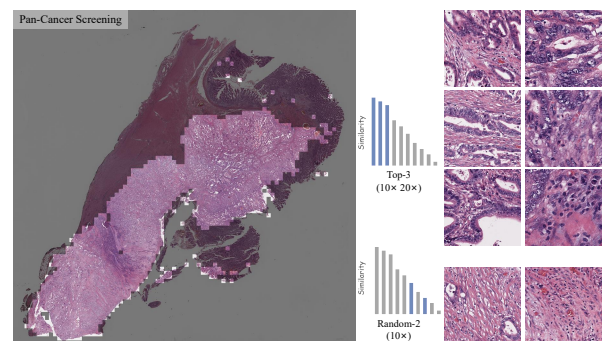 Pan-Cancer Screening
Similarity
Top-3
(10× 20×)
Similarity
Random-2
(10×)